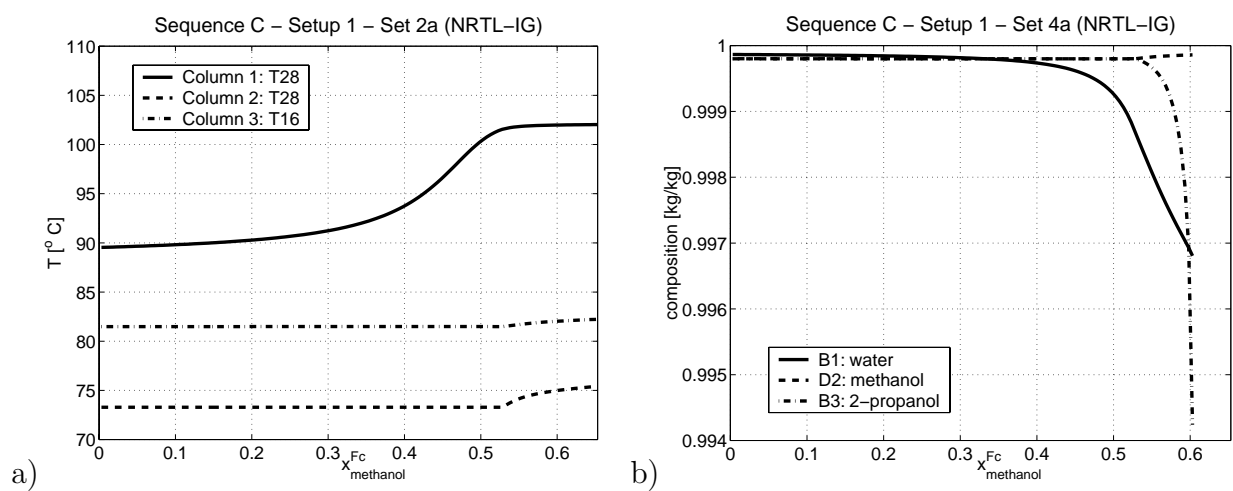 Sequence C – Setup 1 – Set 2a (NRTL–IG)
110
105
100
95
90
85
80
75
70
T [° C]
Column 1: T28
Column 2: T28
Column 3: T16
0 0.1 0.2 0.3 0.4 0.5 0.6
x^Fc_methanol
a)
Sequence C – Setup 1 – Set 4a (NRTL–IG)
1
0.999
0.998
0.997
0.996
0.995
0.994
composition [kg/kg]
B1: water
D2: methanol
B3: 2–propanol
0 0.1 0.2 0.3 0.4 0.5 0.6
x^Fc_methanol
b)